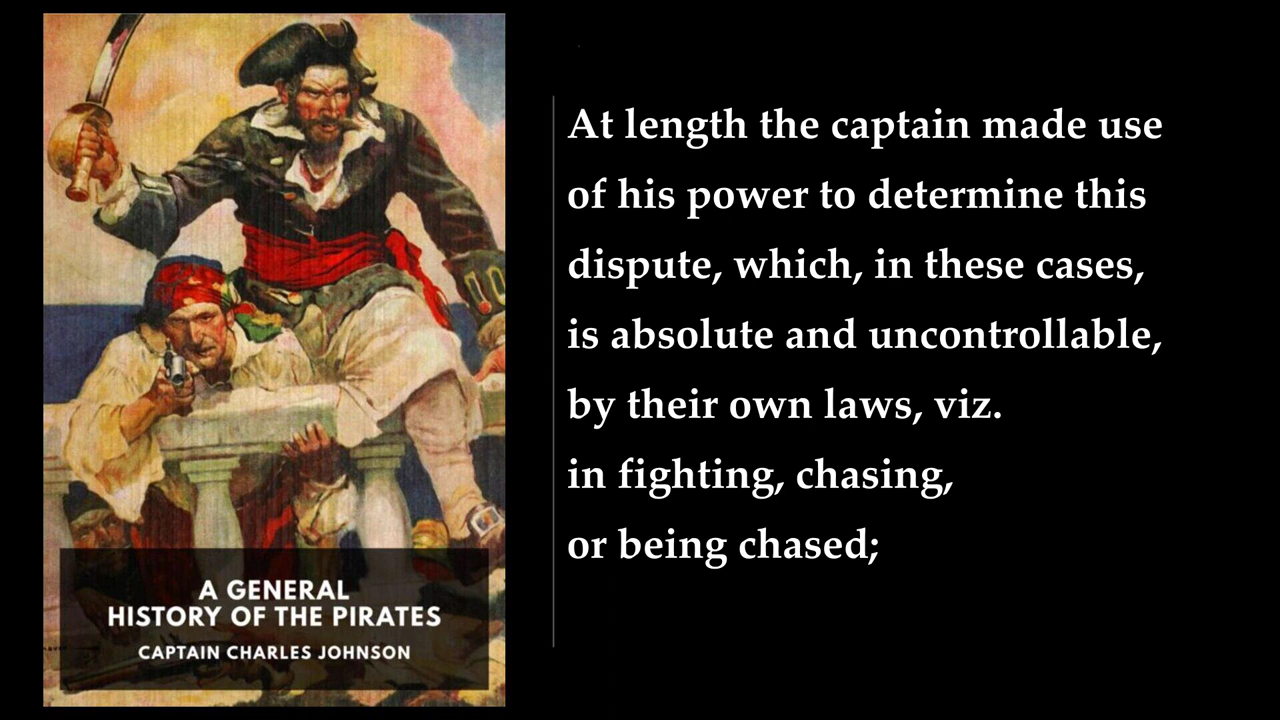 A GENERAL
HISTORY OF THE PIRATES
CAPTAIN CHARLES JOHNSON
At length the captain made use
of his power to determine this
dispute, which, in these cases,
is absolute and uncontrollable,
by their own laws, viz.
in fighting, chasing,
or being chased;